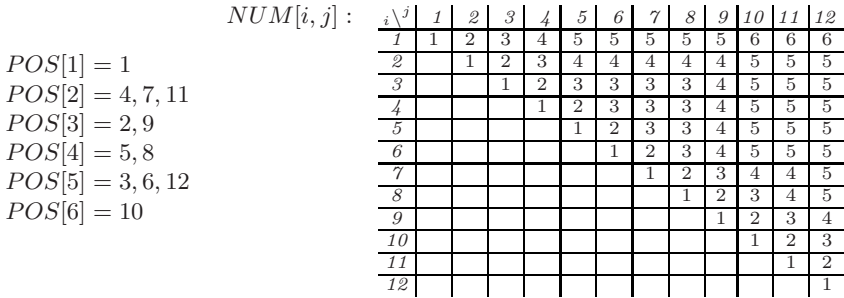 NUM[i, j] :
POS[1] = 1
POS[2] = 4, 7, 11
POS[3] = 2, 9
POS[4] = 5, 8
POS[5] = 3, 6, 12
POS[6] = 10
i\j 1 2 3 4 5 6 7 8 9 10 11 12
1 1 2 3 4 5 5 5 5 5 6 6 6
2 1 2 3 4 4 4 4 4 5 5 5
3 1 2 3 3 3 3 4 5 5 5
4 1 2 3 3 3 4 5 5 5
5 1 2 3 3 4 5 5 5
6 1 2 3 4 5 5 5
7 1 2 3 4 4 5
8 1 2 3 4 5
9 1 2 3 4
10 1 2 3
11 1 2
12 1